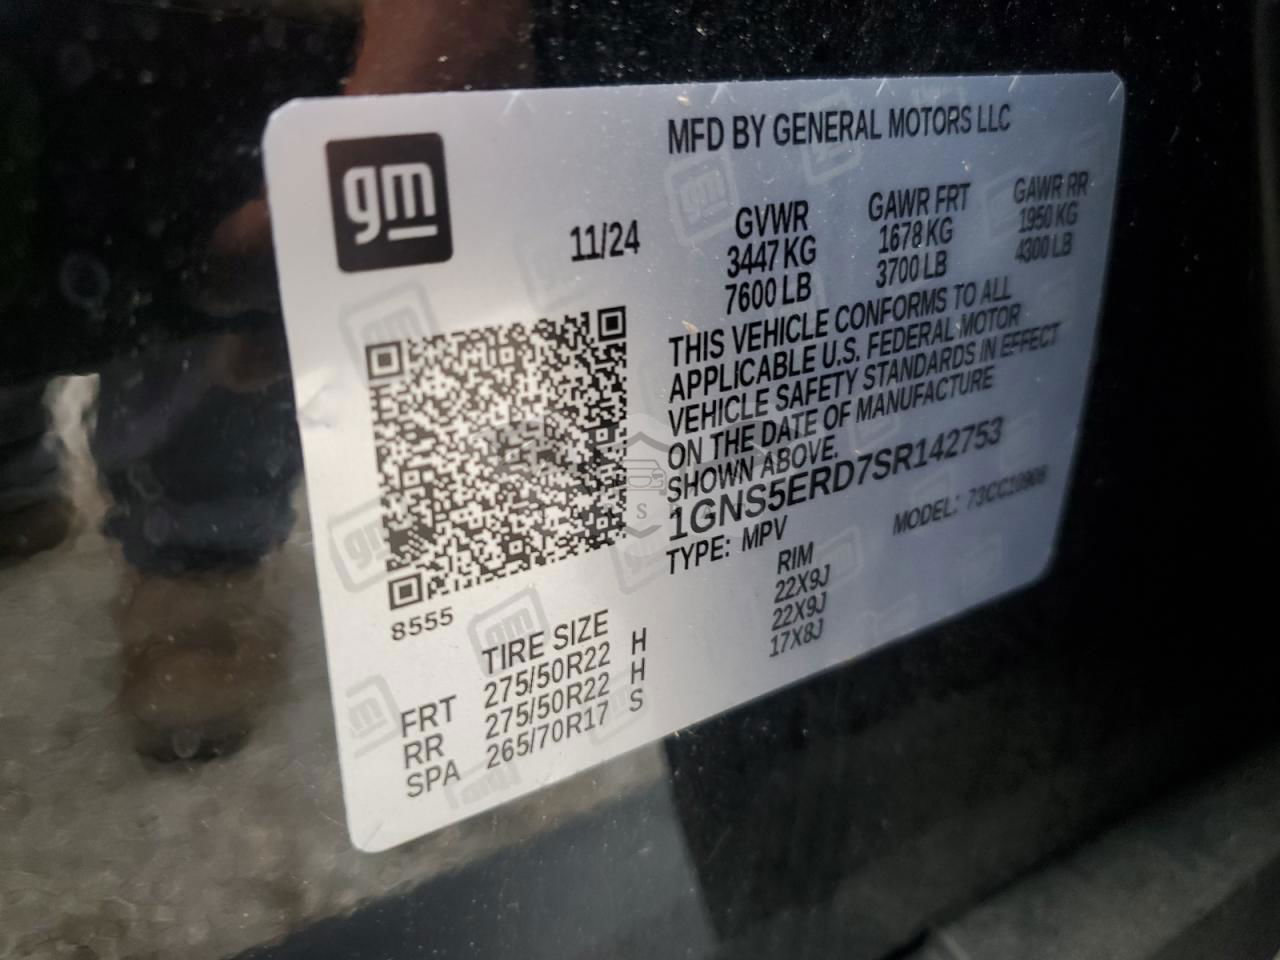 gm
MFD BY GENERAL MOTORS LLC
11/24
GVWR GAWR FRT GAWR RR
3447 KG 1678 KG 1950 KG
7600 LB 3700 LB 4300 LB
THIS VEHICLE CONFORMS TO ALL
APPLICABLE U.S. FEDERAL MOTOR
VEHICLE SAFETY STANDARDS IN EFFECT
ON THE DATE OF MANUFACTURE
SHOWN ABOVE.
1GNS5ERD7SR142753
TYPE: MPV MODEL: 73CC10906
8555
TIRE SIZE RIM
FRT 275/50R22 H 22X9J
RR 275/50R22 H 22X9J
SPA 265/70R17 S 17X8J